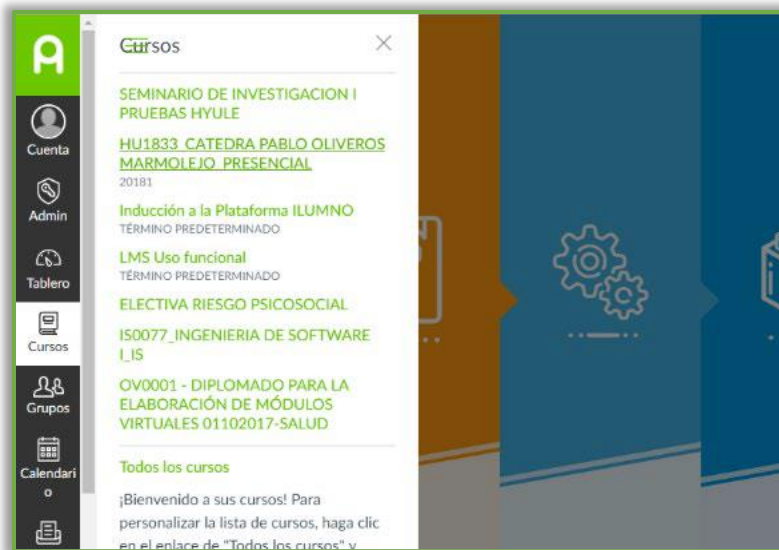 Cuenta
Admin
Tablero
Cursos
Grupos
Calendari
o
Cursos
SEMINARIO DE INVESTIGACION I
PRUEBAS HYULE
HU1833_CATEDRA PABLO OLIVEROS
MARMOLEJO_PRESENCIAL
20181
Inducción a la Plataforma ILUMNO
TÉRMINO PREDETERMINADO
LMS Uso funcional
TÉRMINO PREDETERMINADO
ELECTIVA RIESGO PSICOSOCIAL
IS0077_INGENIERIA DE SOFTWARE
I_IS
OV0001 - DIPLOMADO PARA LA
ELABORACIÓN DE MÓDULOS
VIRTUALES 01102017-SALUD
Todos los cursos
¡Bienvenido a sus cursos! Para
personalizar la lista de cursos, haga clic
en el enlace de "Todos los cursos" y